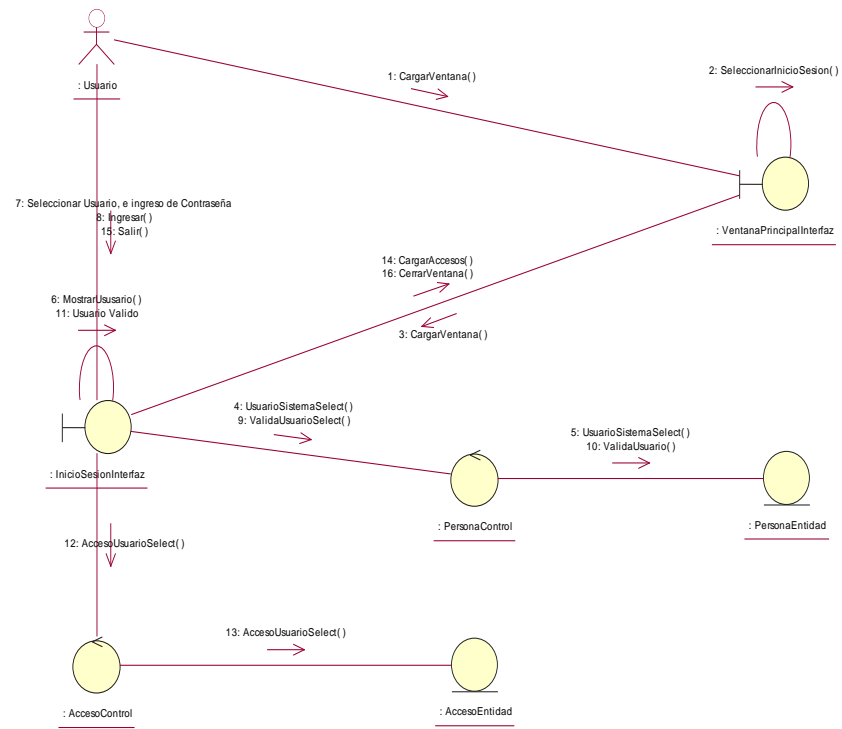 1: CargarVentana( )
2: SeleccionarInicioSesion( )
: Usuario
7: Seleccionar Usuario, e ingreso de Contraseña
8: Ingresar( )
15: Salir( )
: VentanaPrincipalInterfaz
14: CargarAccesos( )
16: CerrarVentana( )
6: MostrarUsusario( )
11: Usuario Valido
3: CargarVentana( )
4: UsuarioSistemaSelect( )
9: ValidaUsuarioSelect( )
5: UsuarioSistemaSelect( )
10: ValidaUsuario( )
: InicioSesionInterfaz
: PersonaControl
: PersonaEntidad
12: AccesoUsuarioSelect( )
13: AccesoUsuarioSelect( )
: AccesoControl
: AccesoEntidad